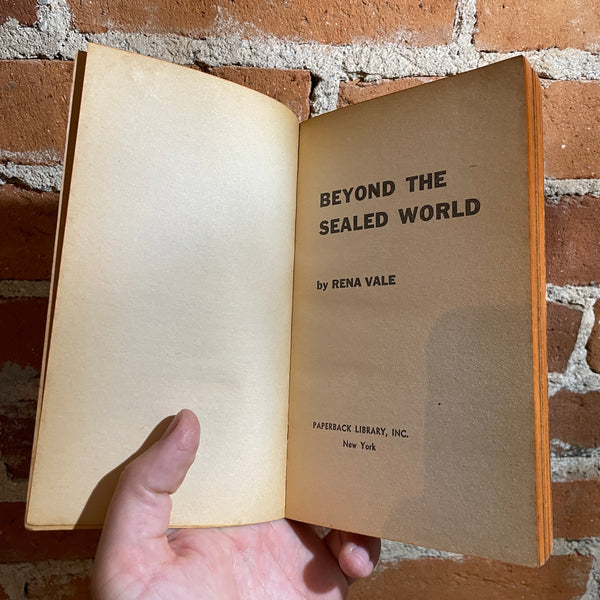 BEYOND THE
SEALED WORLD
by RENA VALE
PAPERBACK LIBRARY, INC.
New York